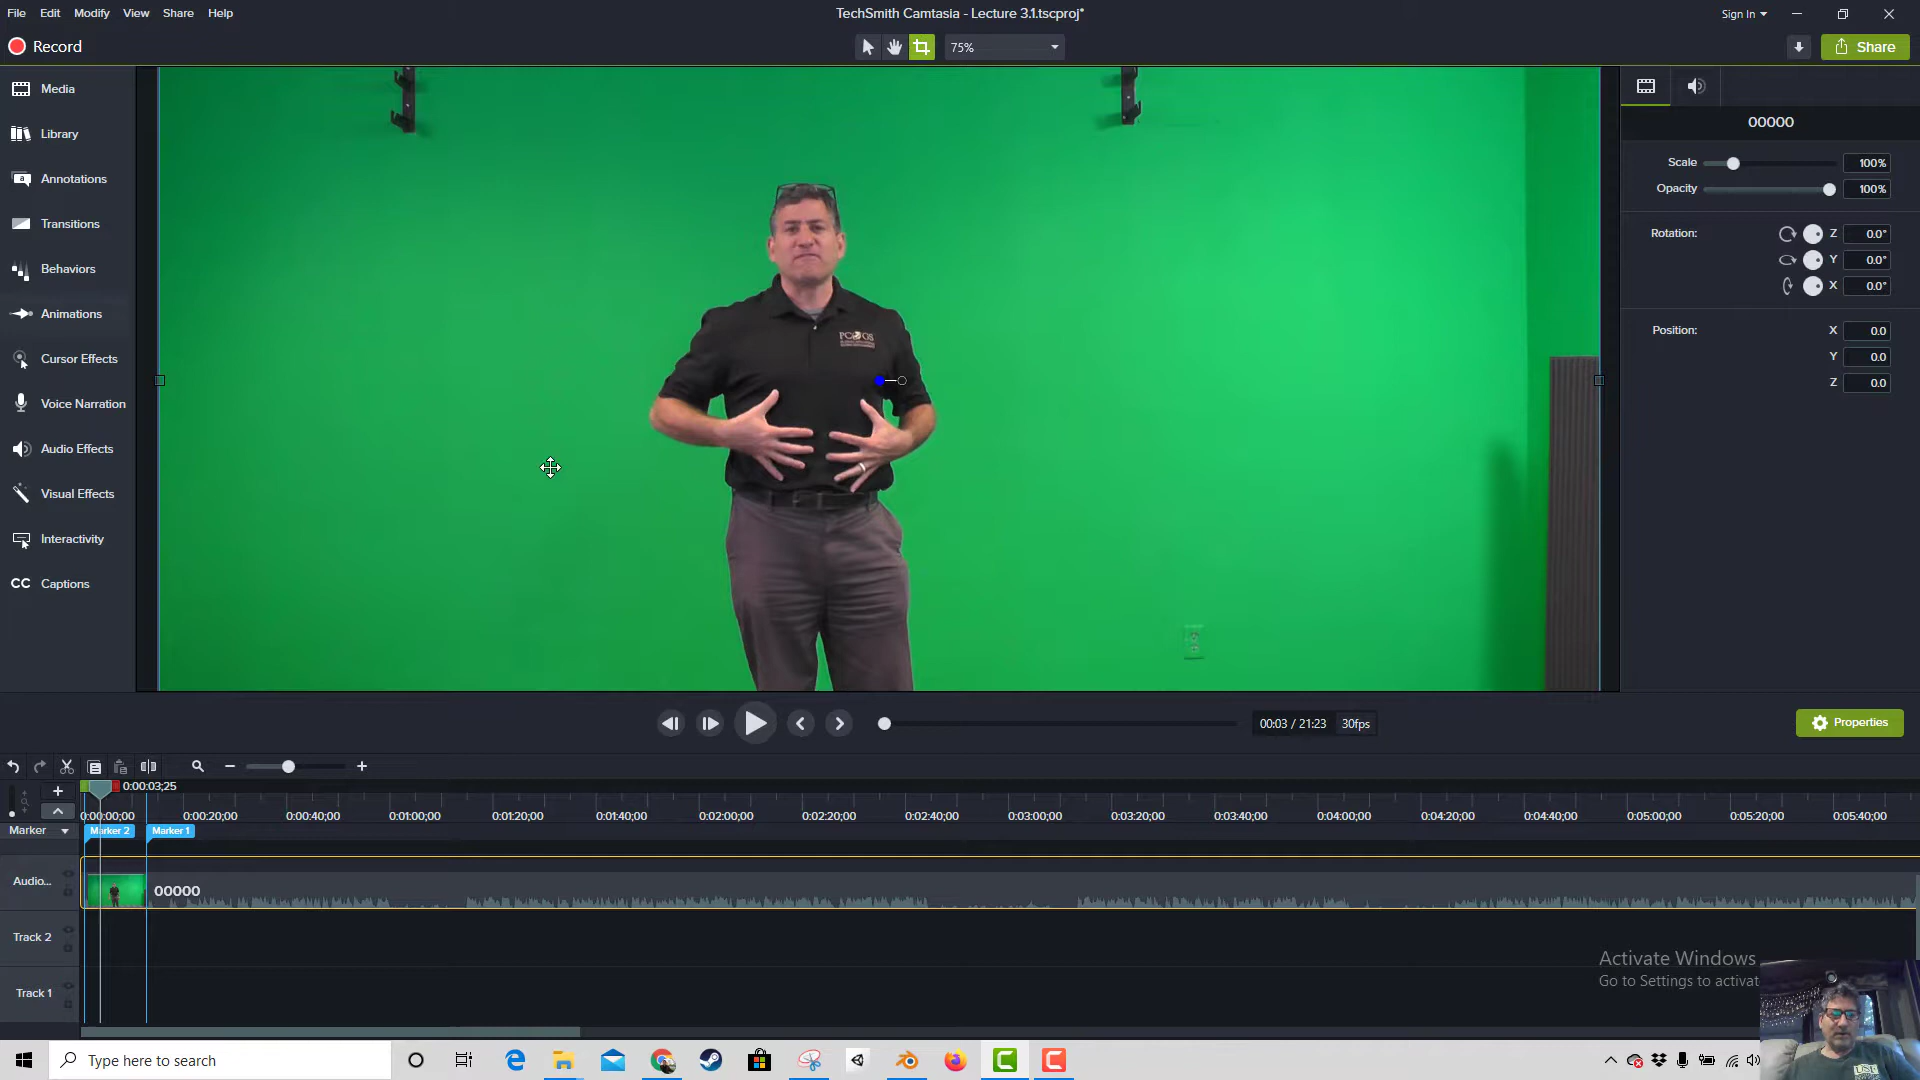 File Edit Modify View Share Help
TechSmith Camtasia - Lecture 3.1.tscproj*
Sign In
Record
75%
Share
Media
Library
Annotations
Transitions
Behaviors
Animations
Cursor Effects
Voice Narration
Audio Effects
Visual Effects
Interactivity
CC Captions
00000
Scale 100%
Opacity 100%
Rotation: Z 0.0°
Y 0.0°
X 0.0°
Position: X 0.0
Y 0.0
Z 0.0
00:03 / 21:23 30fps
Properties
0:00:03;25
0:00:00;00 0:00:20;00 0:00:40;00 0:01:00;00 0:01:20;00 0:01:40;00 0:02:00;00 0:02:20;00 0:02:40;00 0:03:00;00 0:03:20;00 0:03:40;00 0:04:00;00 0:04:20;00 0:04:40;00 0:05:00;00 0:05:20;00 0:05:40;00
Marker Marker 2 Marker 1
Audio... 00000
Track 2
Track 1
Activate Windows
Go to Settings to activat
Type here to search
USF